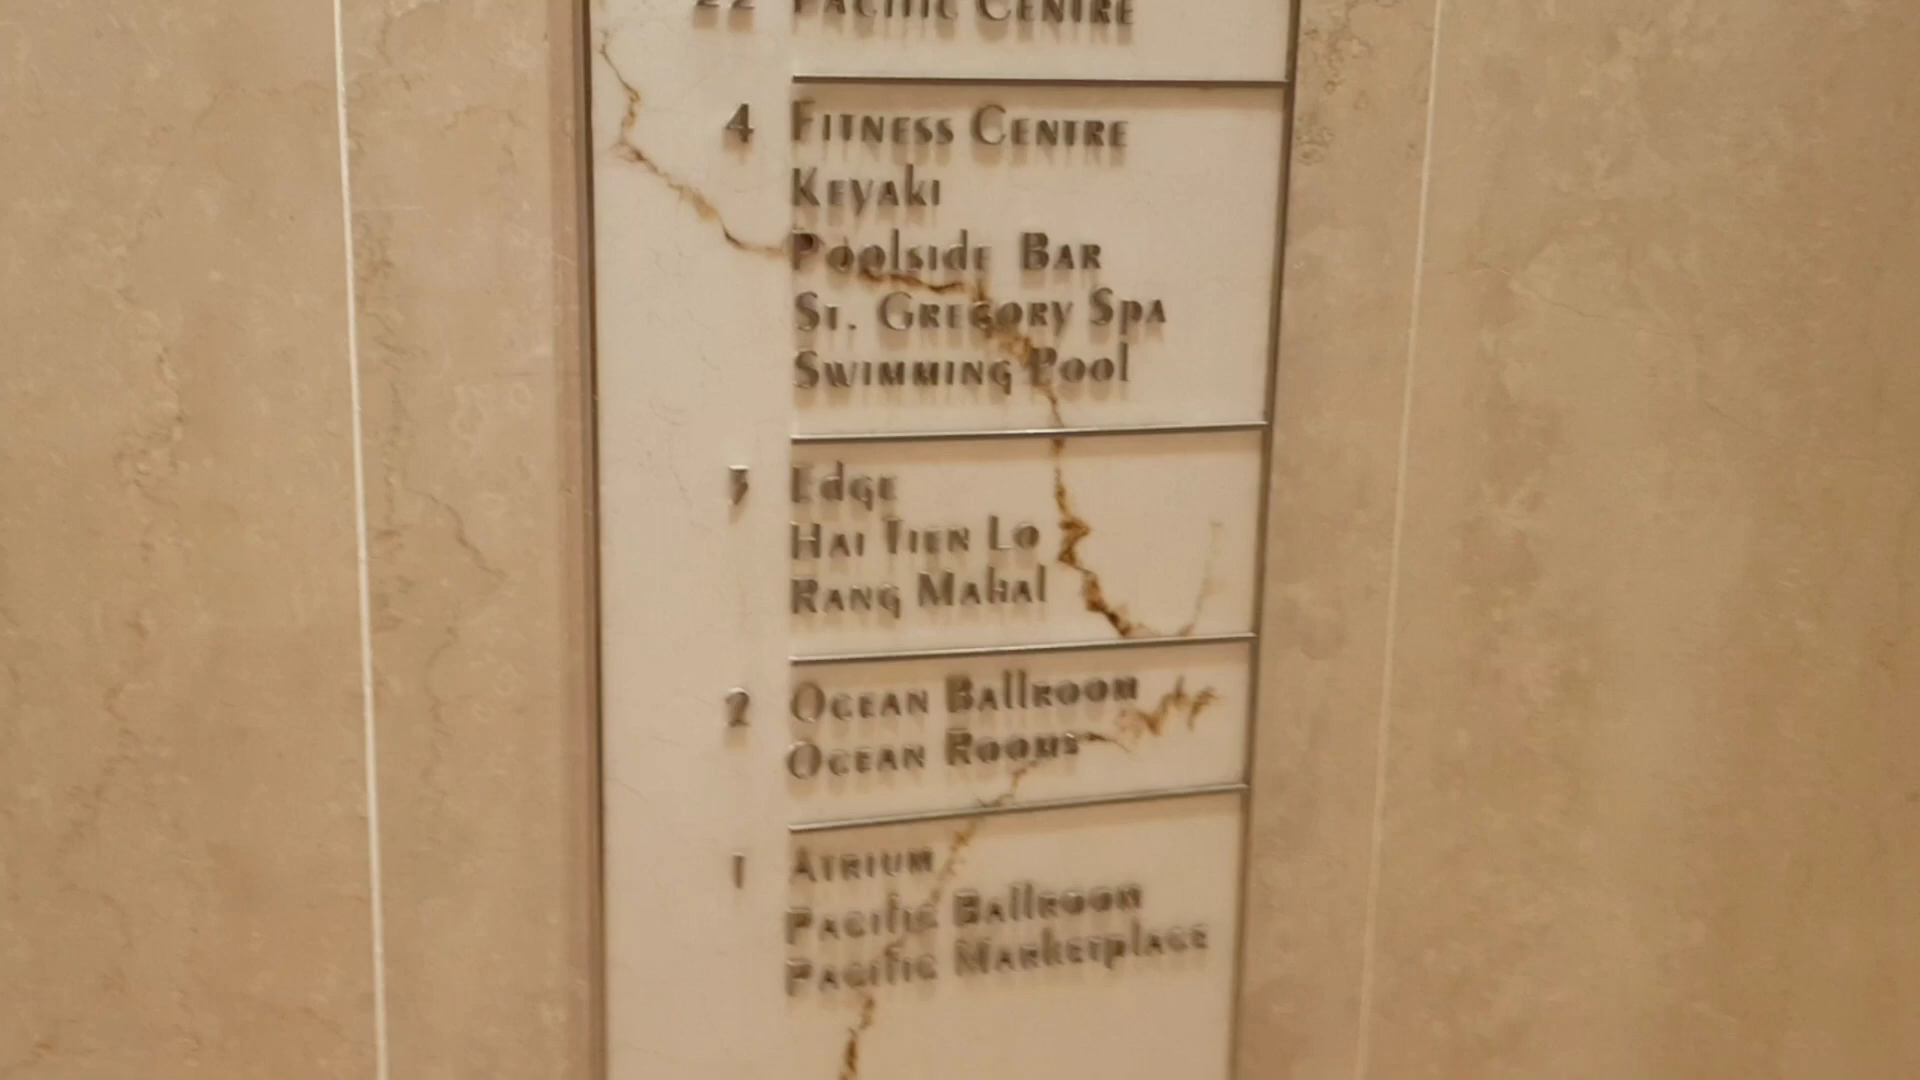 22 PACIFIC CENTRE
4 FITNESS CENTRE
KEYAKI
POOLSIDE BAR
ST. GREGORY SPA
SWIMMING POOL
3 EDGE
HAI TIEN LO
RANG MAHAL
2 OCEAN BALLROOM
OCEAN ROOMS
1 ATRIUM
PACIFIC BALLROOM
PACIFIC MARKETPLACE